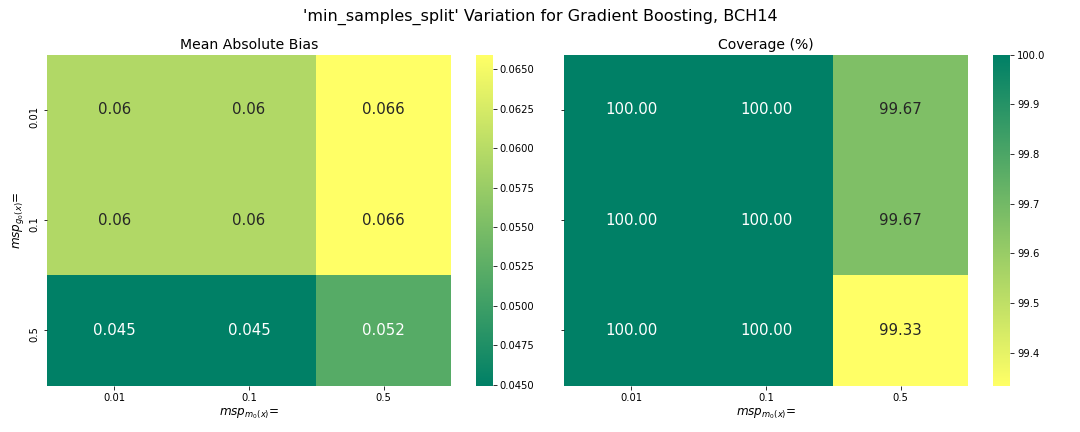 'min_samples_split' Variation for Gradient Boosting, BCH14
Mean Absolute Bias
Coverage (%)
0.01
0.06 0.06 0.066
0.1
0.06 0.06 0.066
0.5
0.045 0.045 0.052
msp_{g_0(x)}=
0.01 0.1 0.5
msp_{m_0(x)}=
0.0650
0.0625
0.0600
0.0575
0.0550
0.0525
0.0500
0.0475
0.0450
100.00 100.00 99.67
100.00 100.00 99.67
100.00 100.00 99.33
0.01 0.1 0.5
msp_{m_0(x)}=
100.0
99.9
99.8
99.7
99.6
99.5
99.4